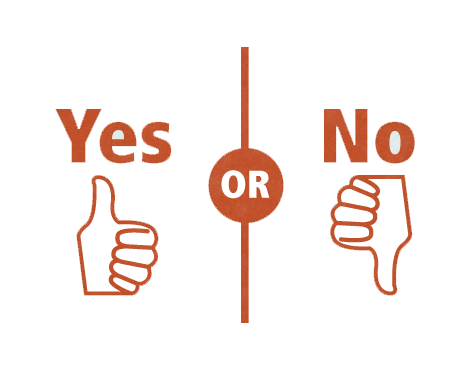 Yes
OR
No